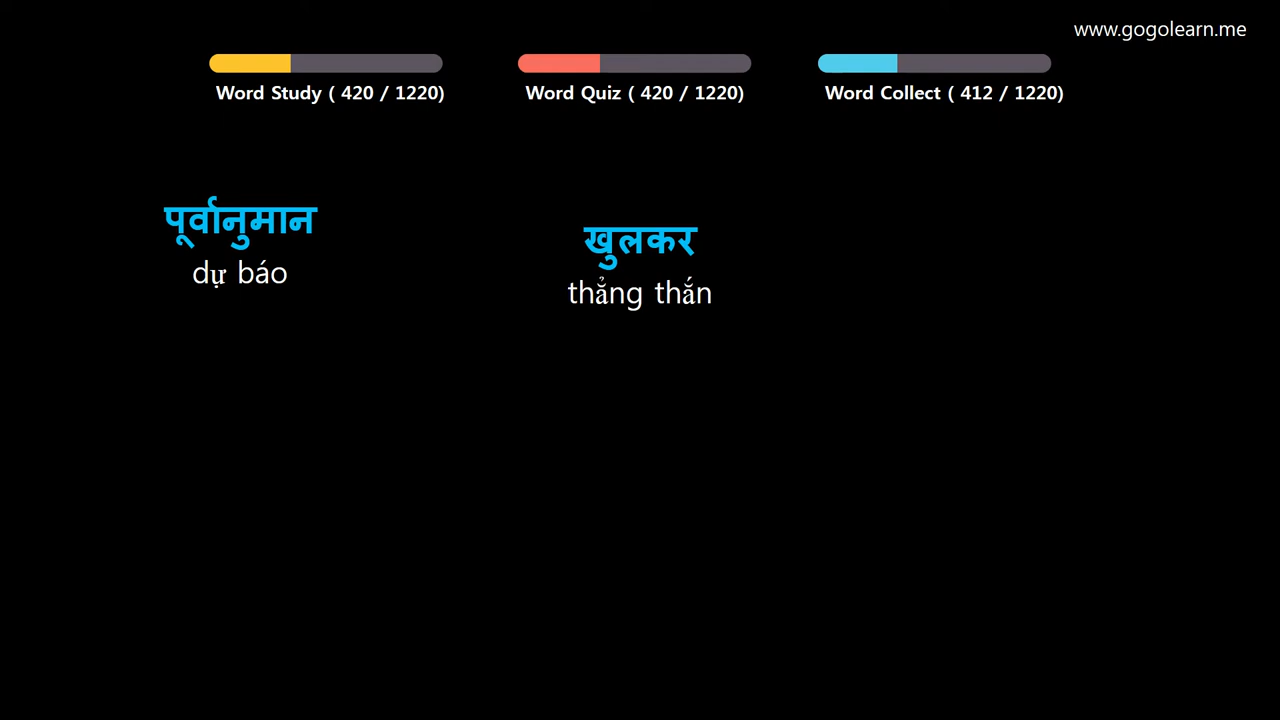 www.gogolearn.me
Word Study ( 420 / 1220)
Word Quiz ( 420 / 1220)
Word Collect ( 412 / 1220)
पूर्वानुमान
dự báo
खुलकर
thẳng thắn